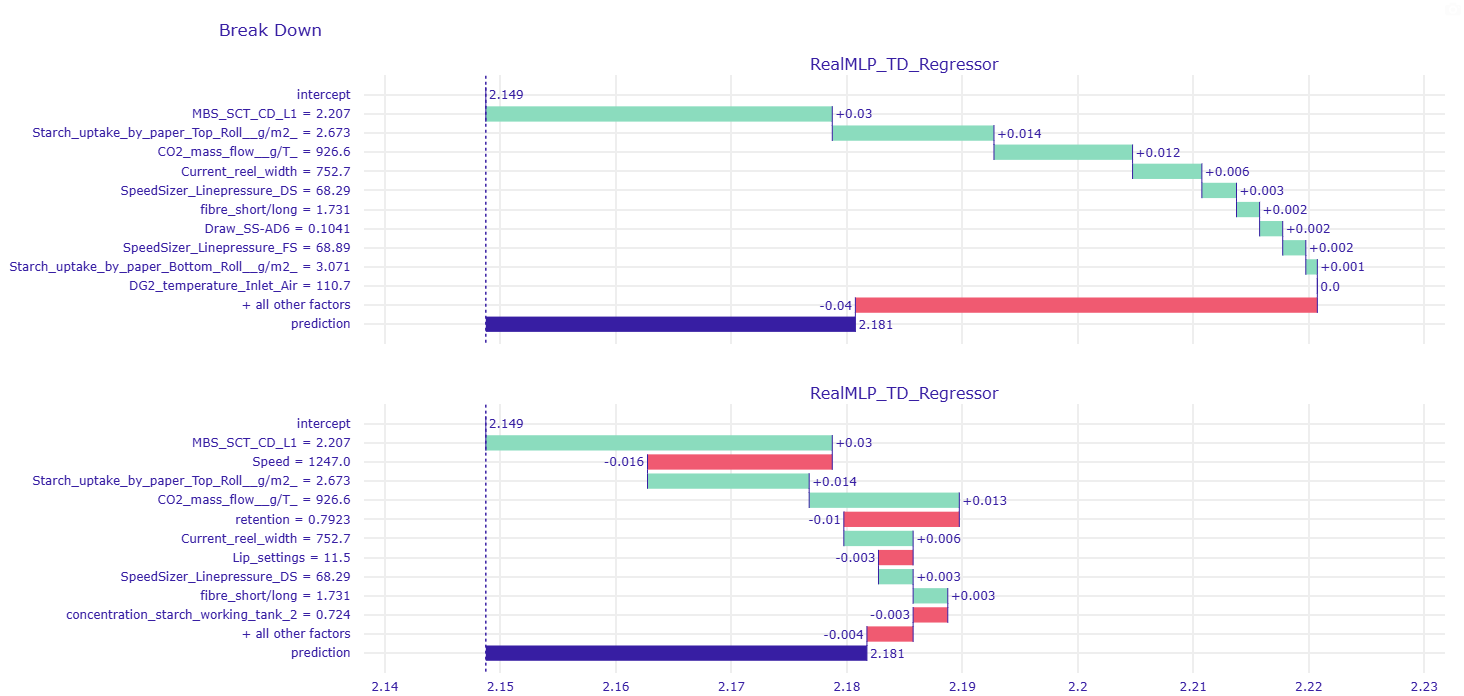 Break Down
RealMLP_TD_Regressor
intercept 2.149
MBS_SCT_CD_L1 = 2.207 +0.03
Starch_uptake_by_paper_Top_Roll__g/m2_ = 2.673 +0.014
CO2_mass_flow__g/T_ = 926.6 +0.012
Current_reel_width = 752.7 +0.006
SpeedSizer_Linepressure_DS = 68.29 +0.003
fibre_short/long = 1.731 +0.002
Draw_SS-AD6 = 0.1041 +0.002
SpeedSizer_Linepressure_FS = 68.89 +0.002
Starch_uptake_by_paper_Bottom_Roll__g/m2_ = 3.071 +0.001
DG2_temperature_Inlet_Air = 110.7 0.0
+ all other factors -0.04
prediction 2.181
RealMLP_TD_Regressor
intercept 2.149
MBS_SCT_CD_L1 = 2.207 +0.03
Speed = 1247.0 -0.016
Starch_uptake_by_paper_Top_Roll__g/m2_ = 2.673 +0.014
CO2_mass_flow__g/T_ = 926.6 +0.013
retention = 0.7923 -0.01
Current_reel_width = 752.7 +0.006
Lip_settings = 11.5 -0.003
SpeedSizer_Linepressure_DS = 68.29 +0.003
fibre_short/long = 1.731 +0.003
concentration_starch_working_tank_2 = 0.724 -0.003
+ all other factors -0.004
prediction 2.181
2.14 2.15 2.16 2.17 2.18 2.19 2.2 2.21 2.22 2.23